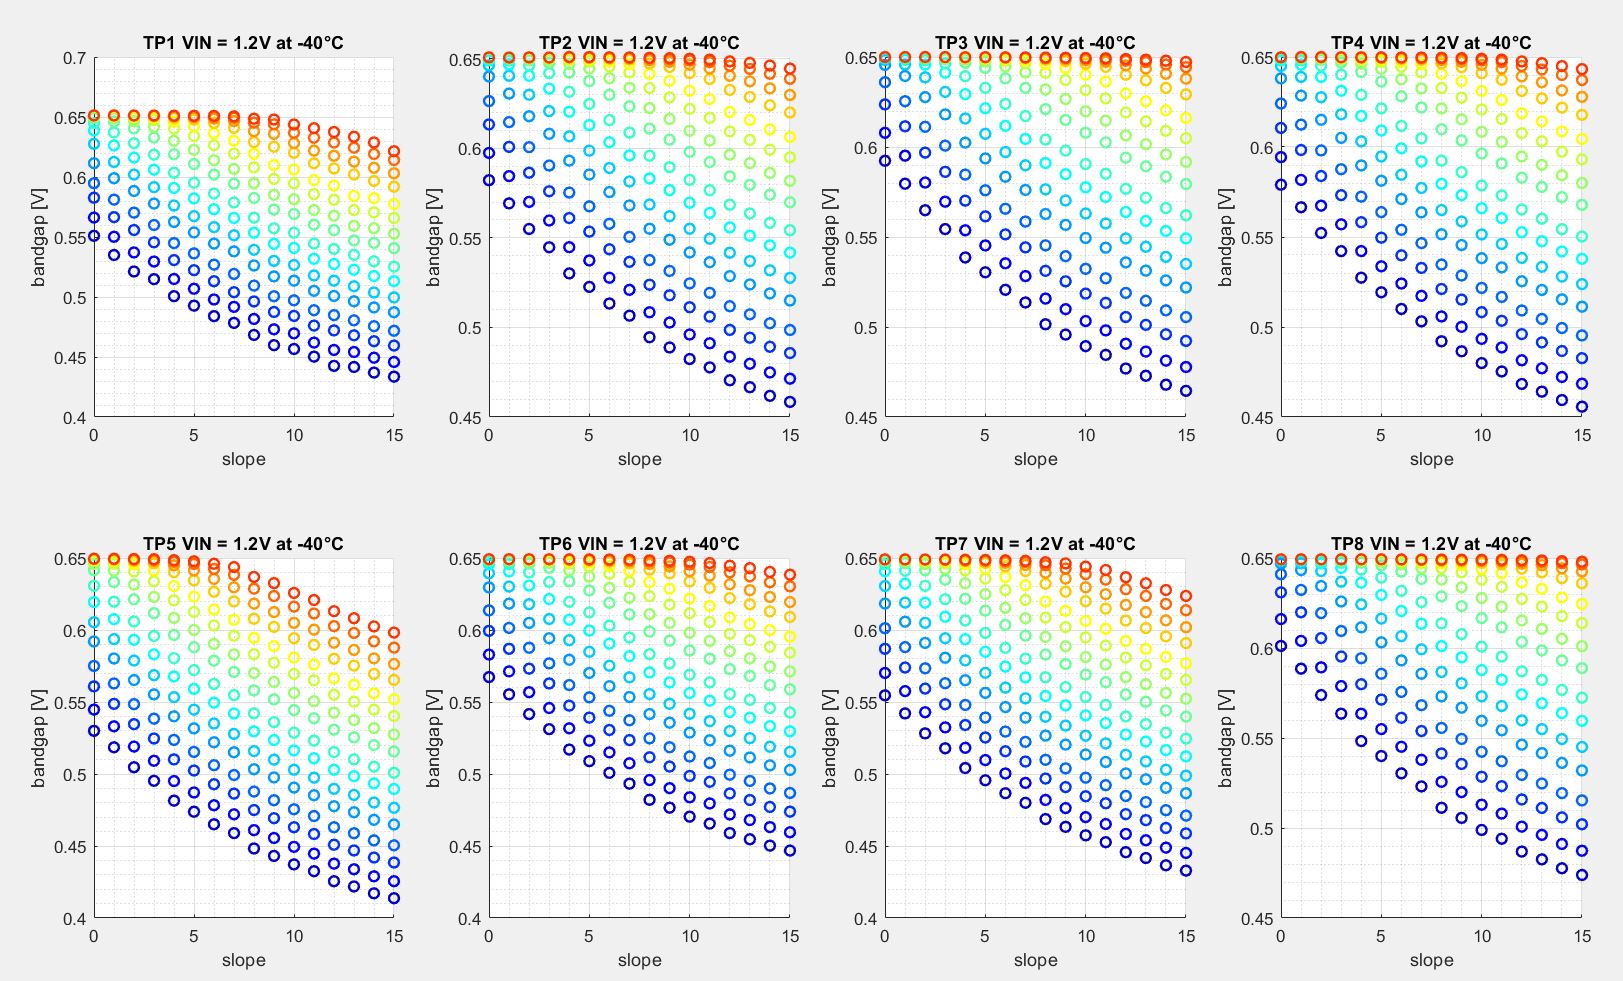 TP1 VIN = 1.2V at -40°C
0.7
0.65
0.6
0.55
0.5
0.45
0.4
bandgap [V]
0 5 10 15
slope
TP2 VIN = 1.2V at -40°C
0.65
0.6
0.55
0.5
0.45
bandgap [V]
0 5 10 15
slope
TP3 VIN = 1.2V at -40°C
0.65
0.6
0.55
0.5
0.45
bandgap [V]
0 5 10 15
slope
TP4 VIN = 1.2V at -40°C
0.65
0.6
0.55
0.5
0.45
bandgap [V]
0 5 10 15
slope
TP5 VIN = 1.2V at -40°C
0.65
0.6
0.55
0.5
0.45
0.4
bandgap [V]
0 5 10 15
slope
TP6 VIN = 1.2V at -40°C
0.65
0.6
0.55
0.5
0.45
0.4
bandgap [V]
0 5 10 15
slope
TP7 VIN = 1.2V at -40°C
0.65
0.6
0.55
0.5
0.45
0.4
bandgap [V]
0 5 10 15
slope
TP8 VIN = 1.2V at -40°C
0.65
0.6
0.55
0.5
0.45
bandgap [V]
0 5 10 15
slope